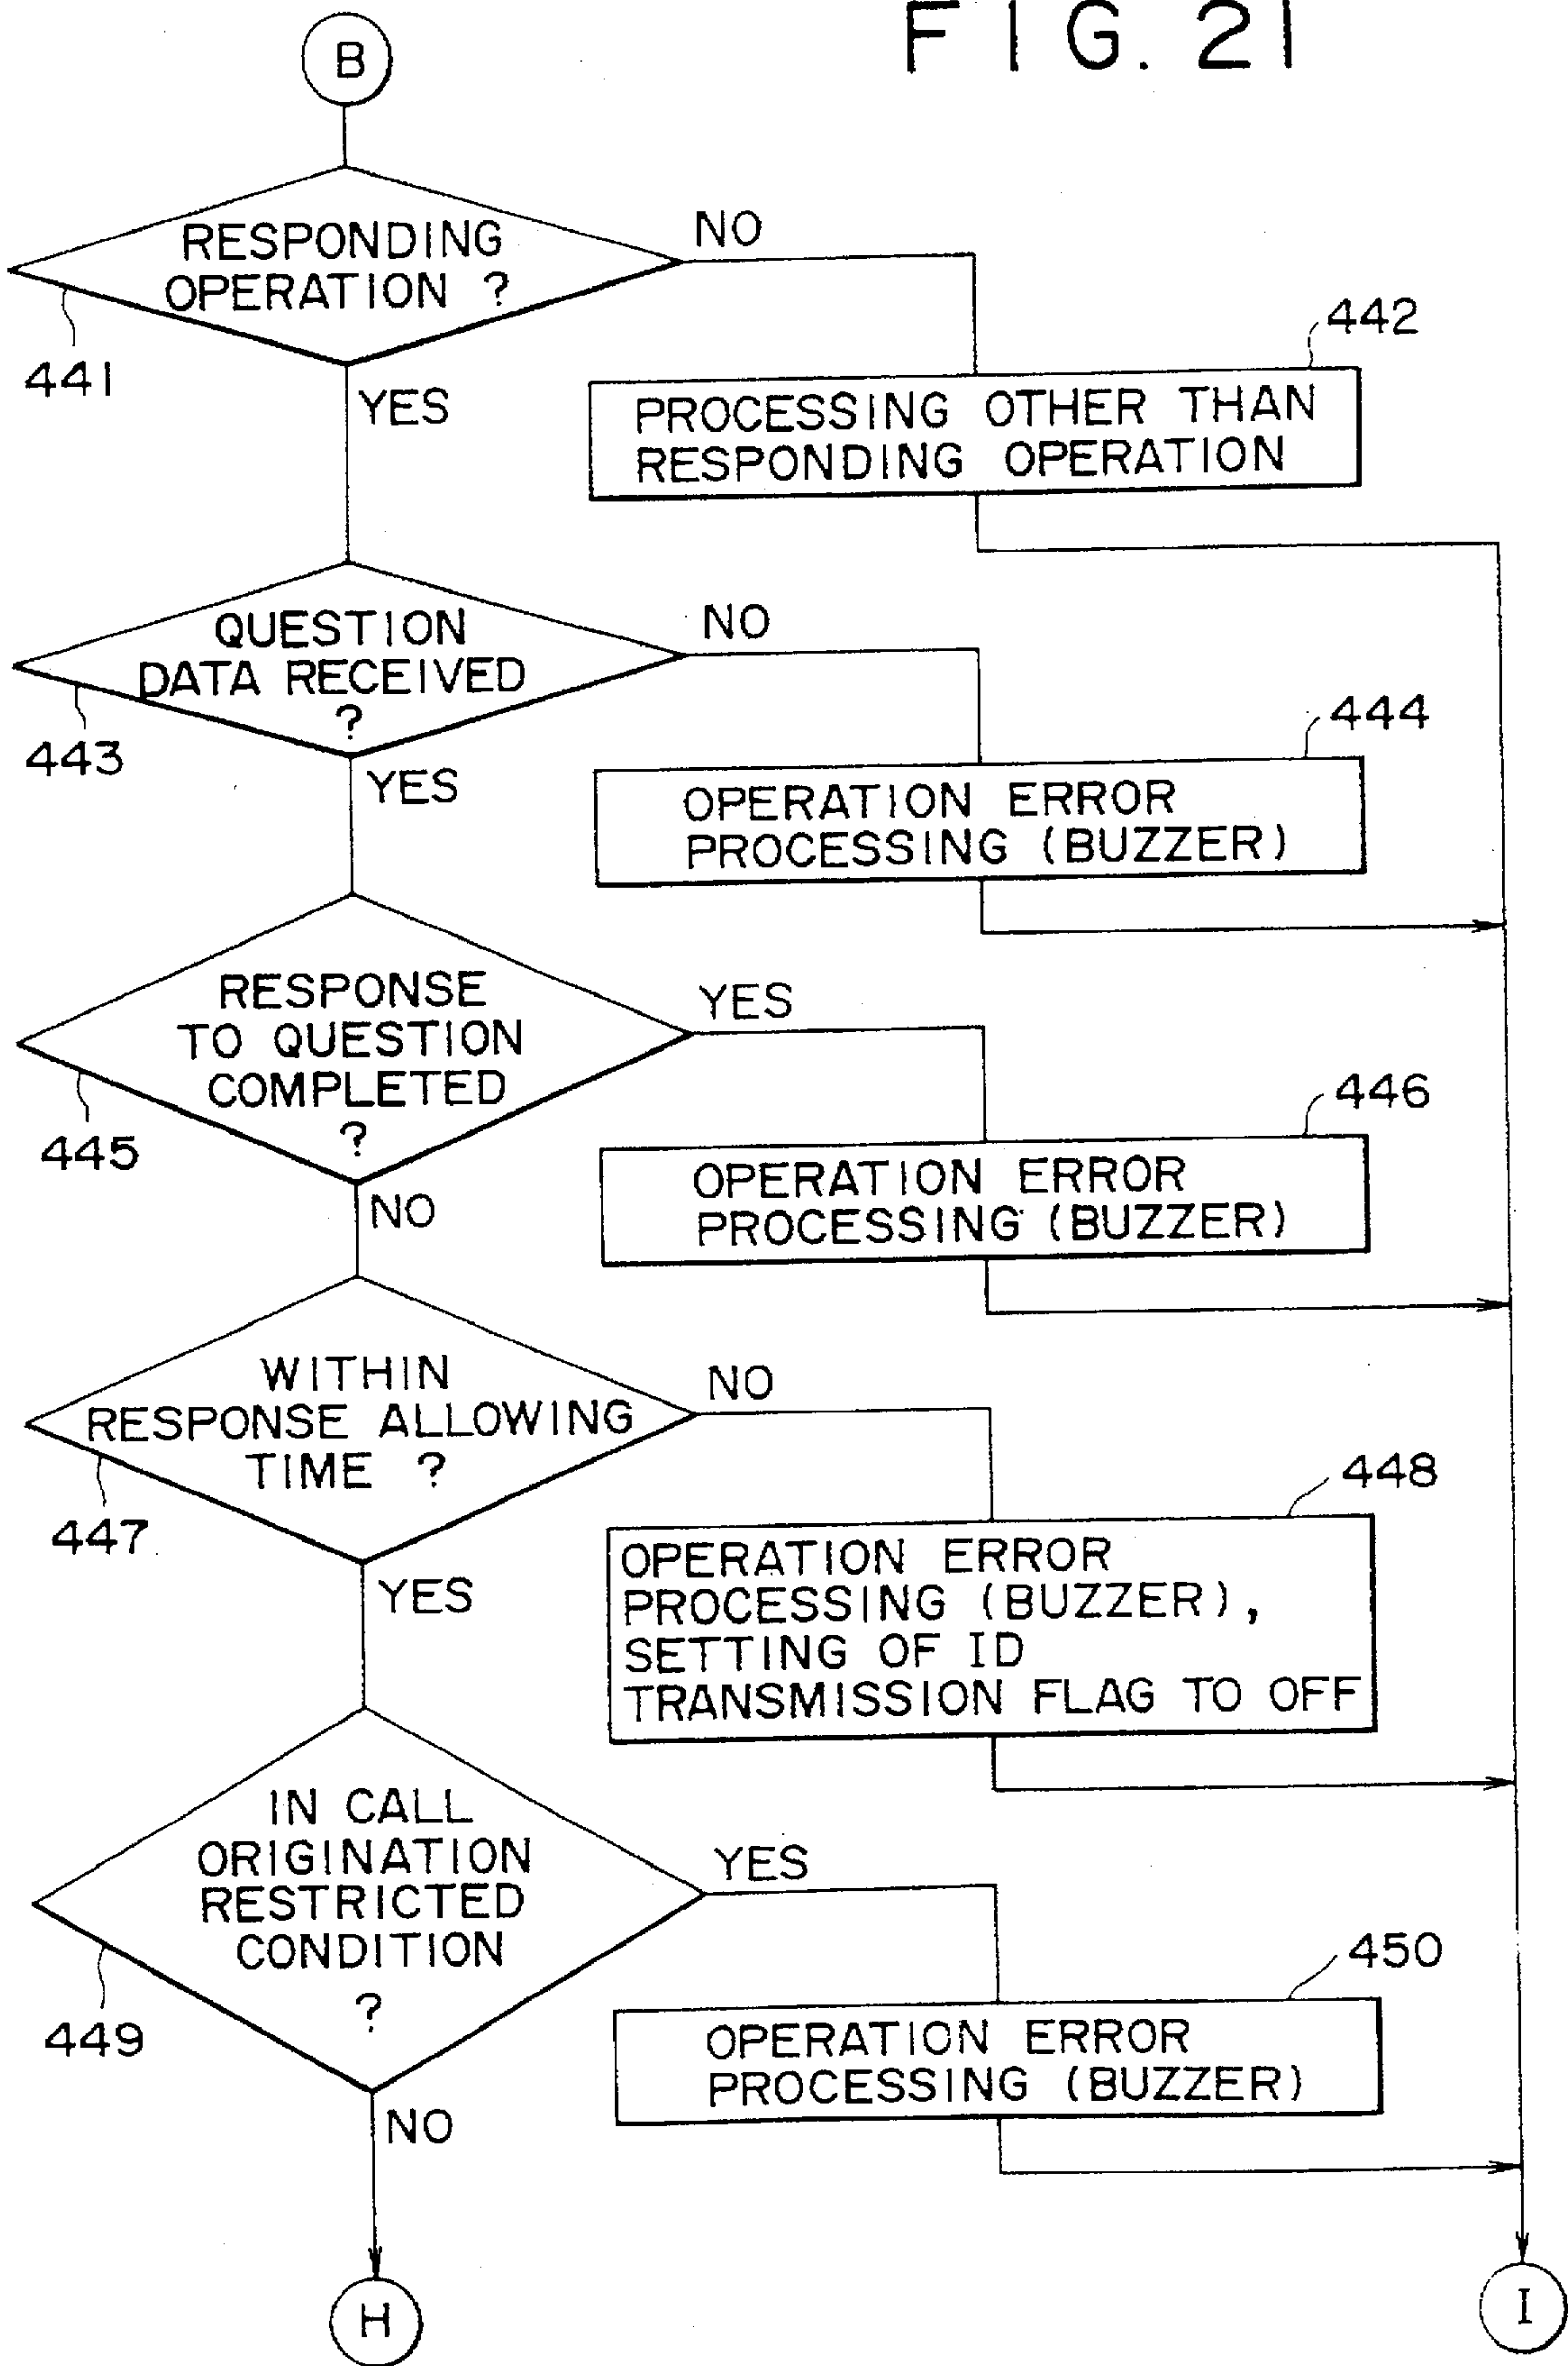 FIG. 21
B
RESPONDING
OPERATION ?
NO
441
YES
442
PROCESSING OTHER THAN
RESPONDING OPERATION
QUESTION
DATA RECEIVED
?
NO
443
YES
444
OPERATION ERROR
PROCESSING (BUZZER)
RESPONSE
TO QUESTION
COMPLETED
?
YES
445
NO
446
OPERATION ERROR
PROCESSING (BUZZER)
WITHIN
RESPONSE ALLOWING
TIME ?
NO
447
YES
448
OPERATION ERROR
PROCESSING (BUZZER),
SETTING OF ID
TRANSMISSION FLAG TO OFF
IN CALL
ORIGINATION
RESTRICTED
CONDITION
?
YES
449
NO
450
OPERATION ERROR
PROCESSING (BUZZER)
H
I